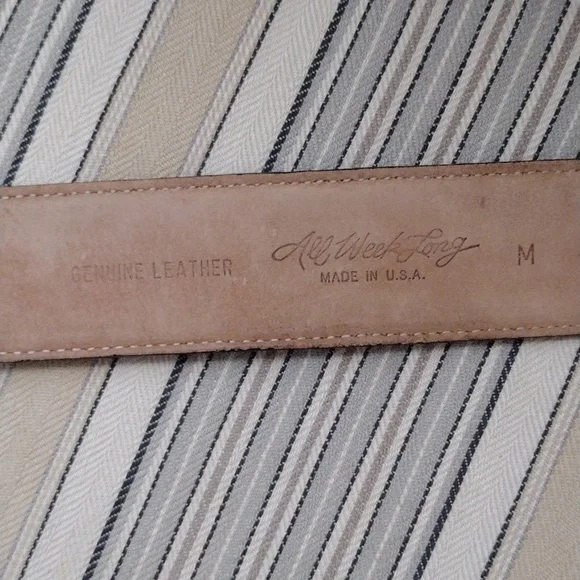 GENUINE LEATHER
All Week Long
MADE IN U.S.A.
M